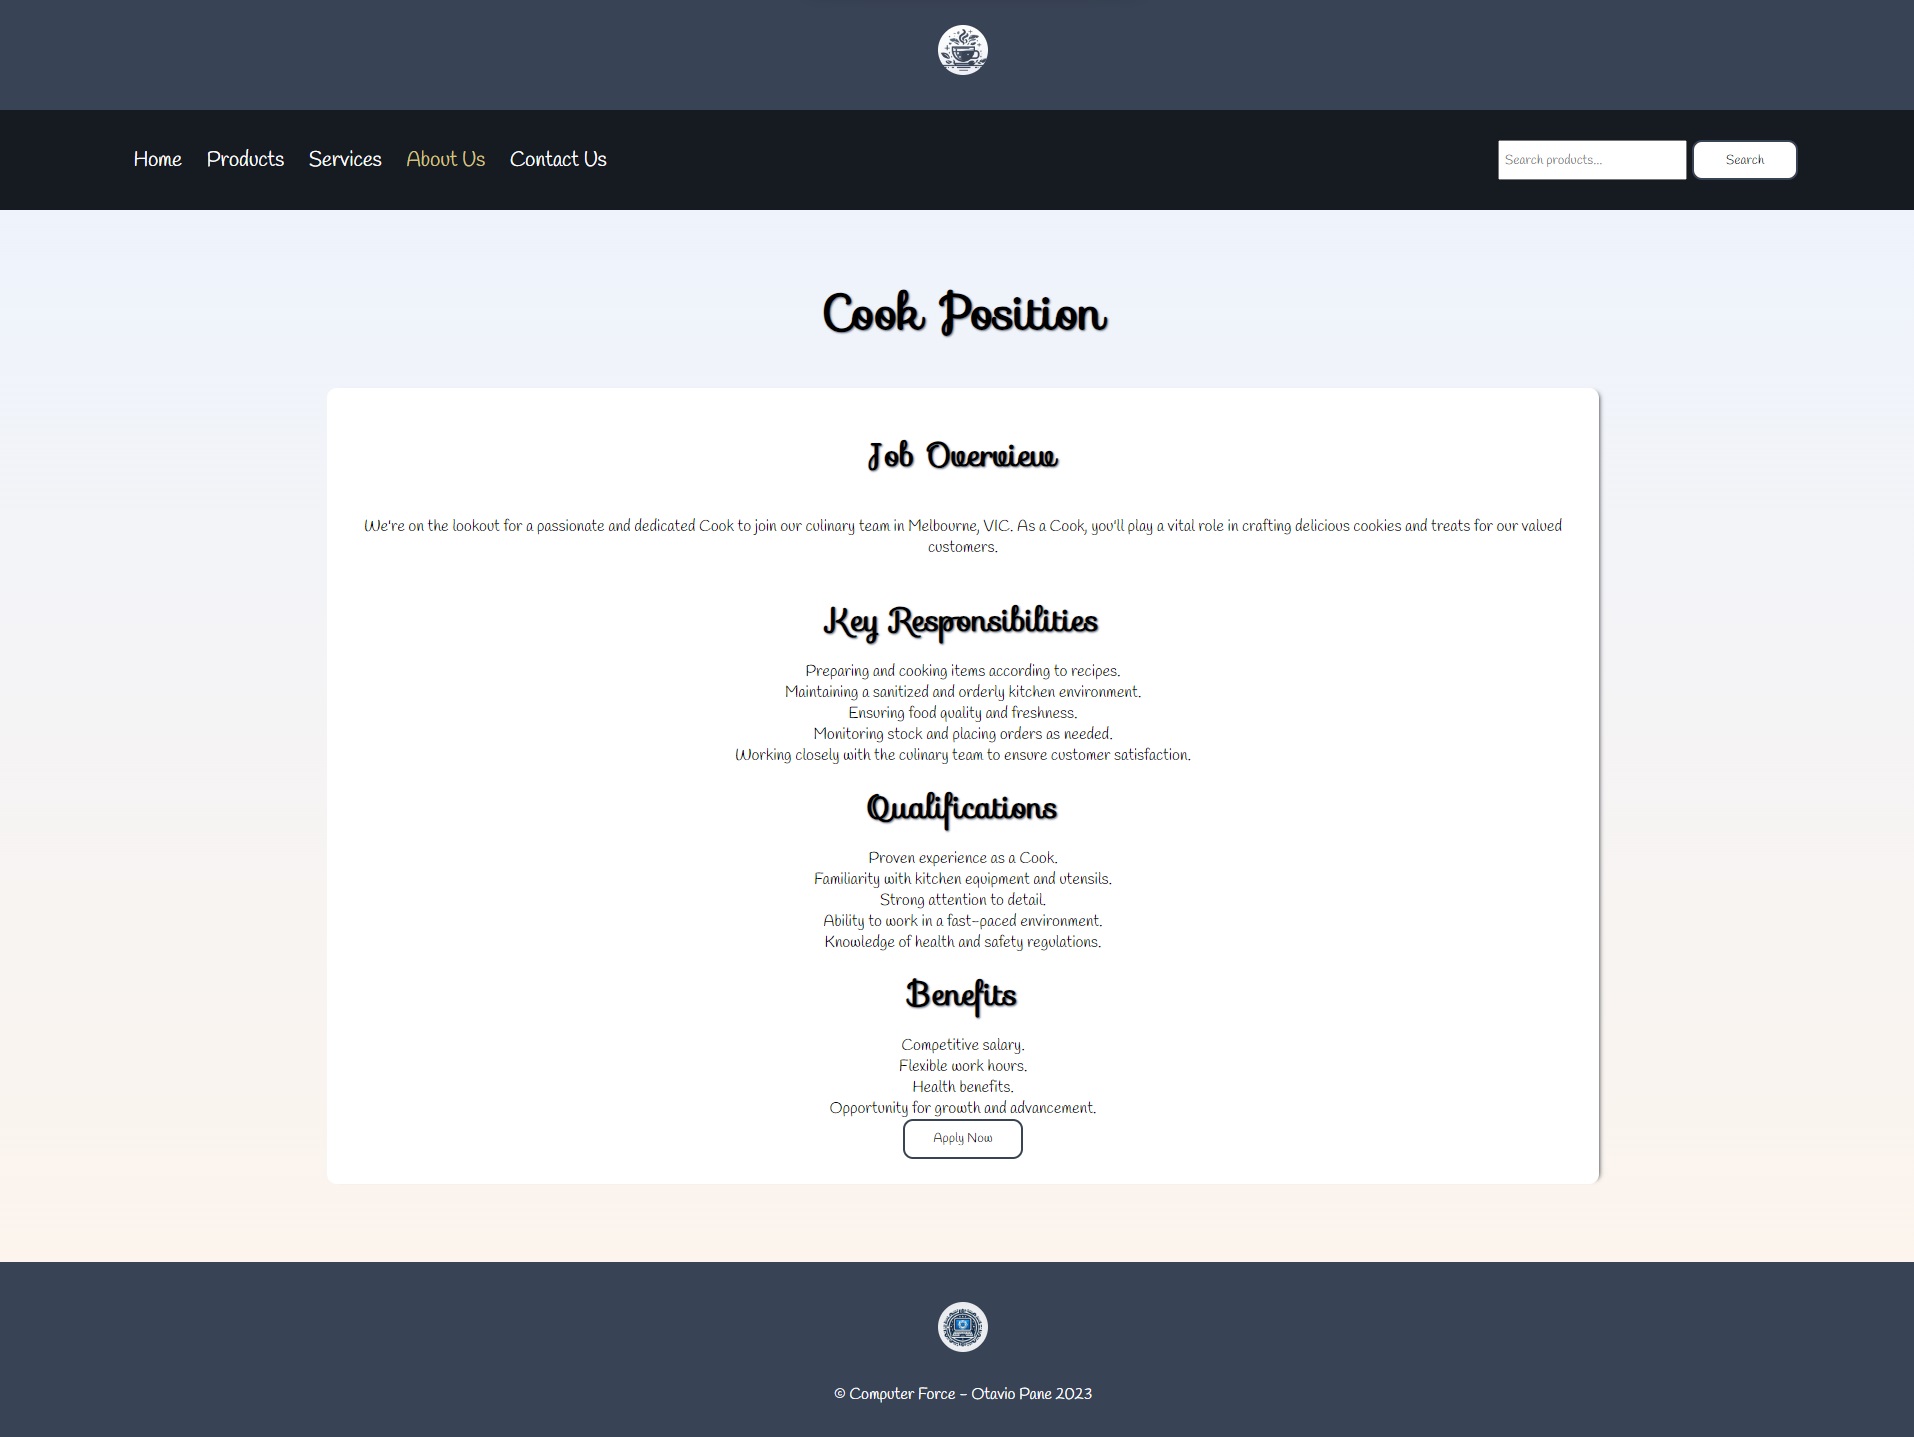 Home Products Services About Us Contact Us
Search products... Search
Cook Position
Job Overview
We're on the lookout for a passionate and dedicated Cook to join our culinary team in Melbourne, VIC. As a Cook, you'll play a vital role in crafting delicious cookies and treats for our valued
customers.
Key Responsibilities
Preparing and cooking items according to recipes.
Maintaining a sanitized and orderly kitchen environment.
Ensuring food quality and freshness.
Monitoring stock and placing orders as needed.
Working closely with the culinary team to ensure customer satisfaction.
Qualifications
Proven experience as a Cook.
Familiarity with kitchen equipment and utensils.
Strong attention to detail.
Ability to work in a fast-paced environment.
Knowledge of health and safety regulations.
Benefits
Competitive salary.
Flexible work hours.
Health benefits.
Opportunity for growth and advancement.
Apply Now
© Computer Force - Otavio Pane 2023